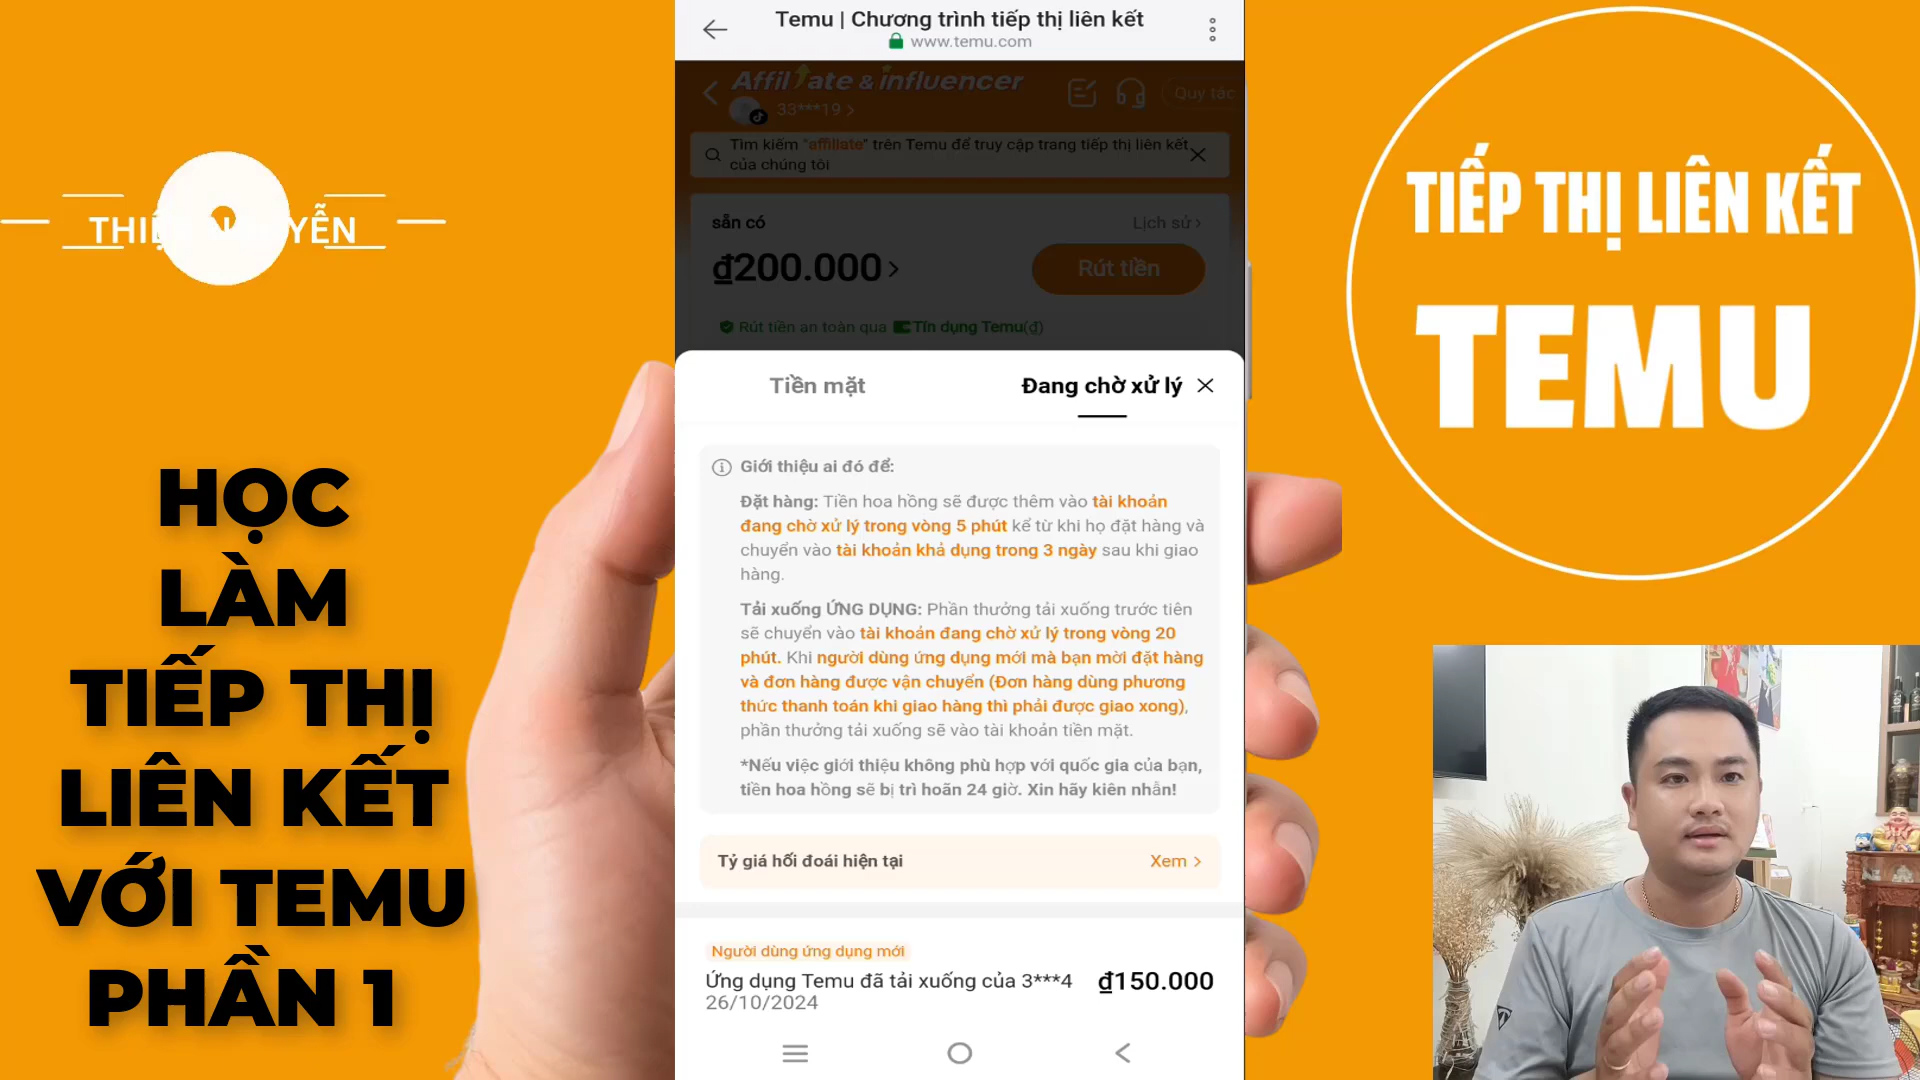 Temu | Chương trình tiếp thị liên kết
www.temu.com
Affiliate & influencer
33***19 >
Quy tắc
Tìm kiếm "affiliate" trên Temu để truy cập trang tiếp thị liên kết
của chúng tôi
sẵn có
Lịch sử >
₫200.000 >
Rút tiền
Rút tiền an toàn qua Tín dụng Temu(₫)
Tiền mặt
Đang chờ xử lý
Giới thiệu ai đó để:
Đặt hàng: Tiền hoa hồng sẽ được thêm vào tài khoản
đang chờ xử lý trong vòng 5 phút kể từ khi họ đặt hàng và
chuyển vào tài khoản khả dụng trong 3 ngày sau khi giao
hàng.
Tải xuống ỨNG DỤNG: Phần thưởng tải xuống trước tiên
sẽ chuyển vào tài khoản đang chờ xử lý trong vòng 20
phút. Khi người dùng ứng dụng mới mà bạn mời đặt hàng
và đơn hàng được vận chuyển (Đơn hàng dùng phương
thức thanh toán khi giao hàng thì phải được giao xong),
phần thưởng tải xuống sẽ vào tài khoản tiền mặt.
*Nếu việc giới thiệu không phù hợp với quốc gia của bạn,
tiền hoa hồng sẽ bị trì hoãn 24 giờ. Xin hãy kiên nhẫn!
Tỷ giá hối đoái hiện tại
Xem >
Người dùng ứng dụng mới
Ứng dụng Temu đã tải xuống của 3***4
₫150.000
26/10/2024
HỌC
LÀM
TIẾP THỊ
LIÊN KẾT
VỚI TEMU
PHẦN 1
TIẾP THỊ LIÊN KẾT
TEMU